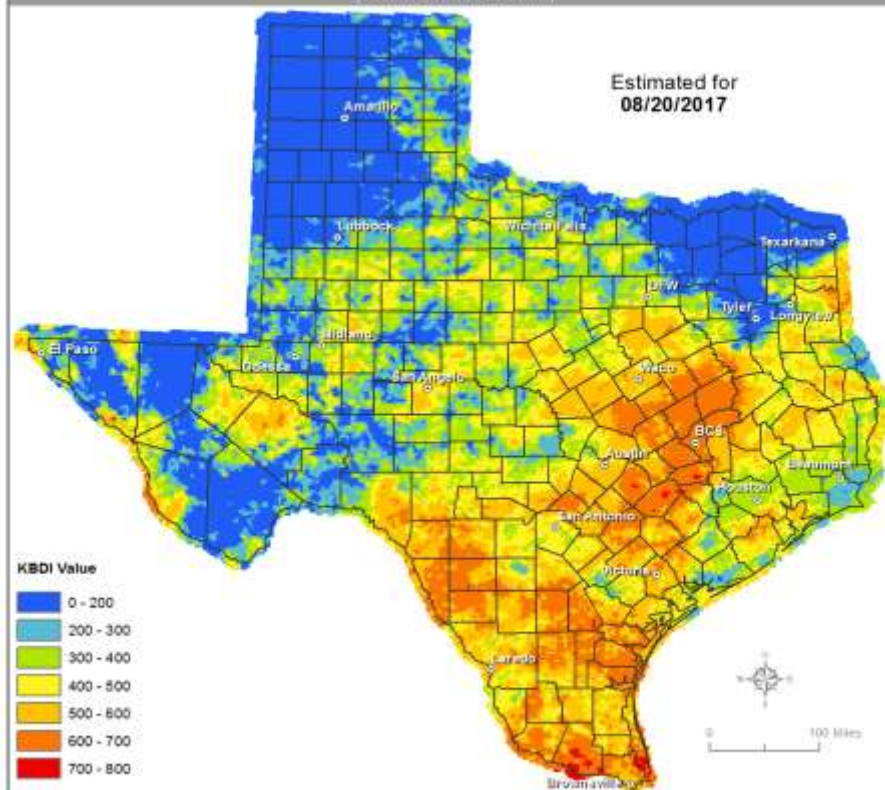 Estimated for
08/20/2017
Amarillo
Lubbock
Wichita Falls
Texarkana
DFW
Tyler
Longview
El Paso
Midland
Odessa
San Angelo
Waco
BCS
Austin
Beaumont
Houston
San Antonio
Victoria
Laredo
Brownsville
KBDI Value
0 - 200
200 - 300
300 - 400
400 - 500
500 - 600
600 - 700
700 - 800
0 100 Miles